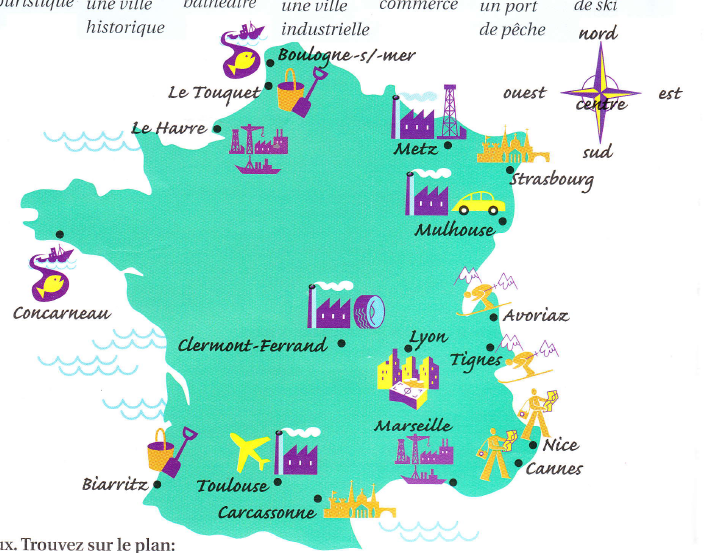 une ville balnéaire une ville commerce un port de ski
historique industrielle de pêche
nord
ouest centre est
sud
Boulogne-s/-mer
Le Touquet
Le Havre
Metz
Strasbourg
Mulhouse
Concarneau
Avoriaz
Clermont-Ferrand
Lyon
Tignes
Marseille
Nice
Cannes
Biarritz
Toulouse
Carcassonne
Trouvez sur le plan: